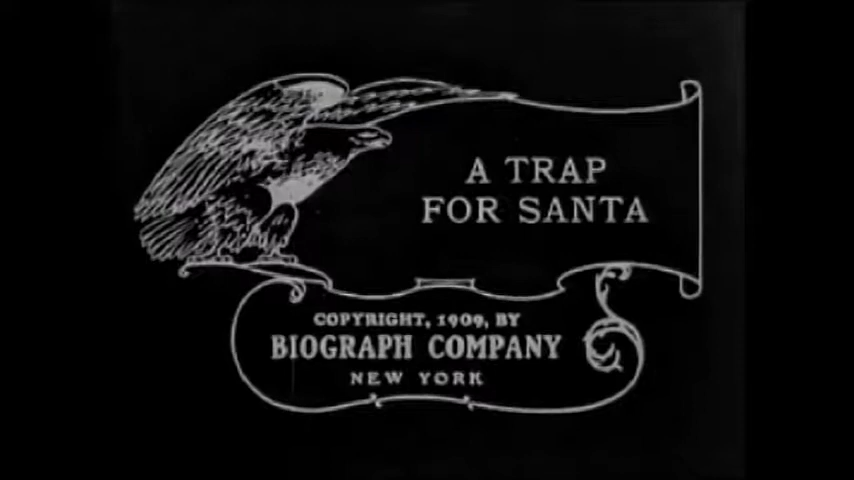 A TRAP
FOR SANTA
COPYRIGHT, 1909, BY
BIOGRAPH COMPANY
NEW YORK